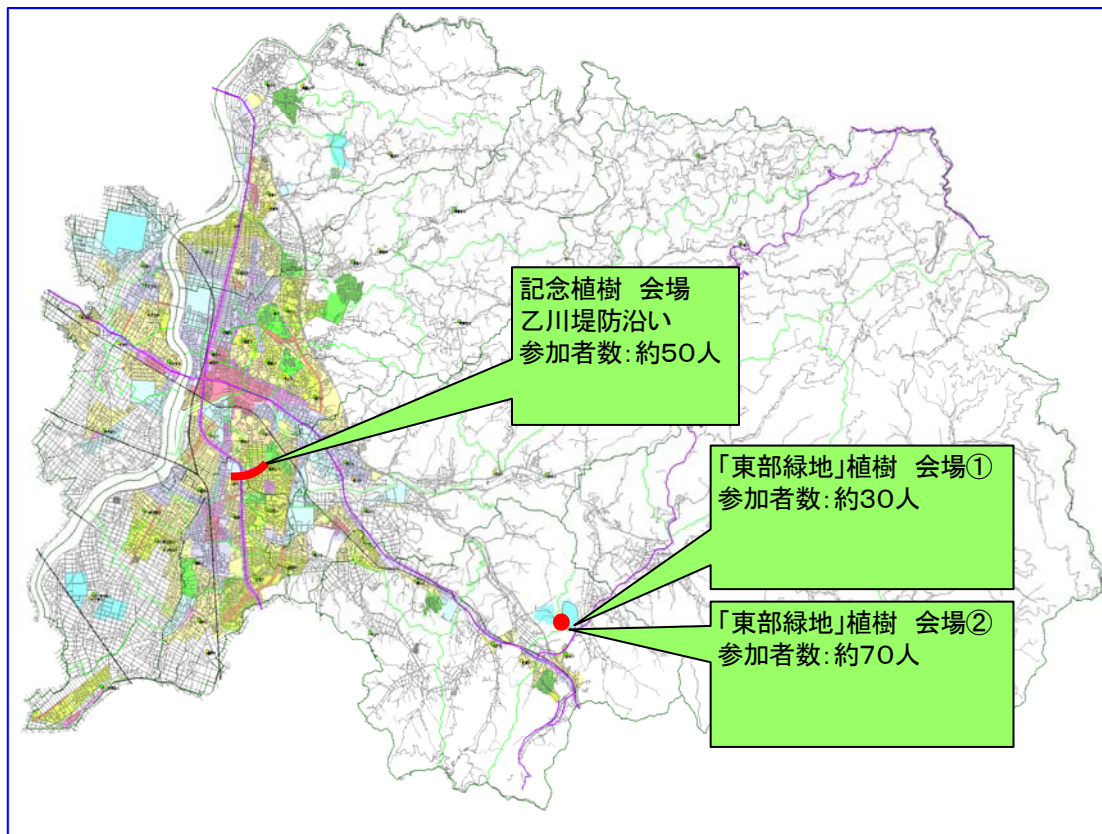 記念植樹　会場
乙川堤防沿い
参加者数：約５０人
「東部緑地」植樹　会場①
参加者数：約３０人
「東部緑地」植樹　会場②
参加者数：約７０人